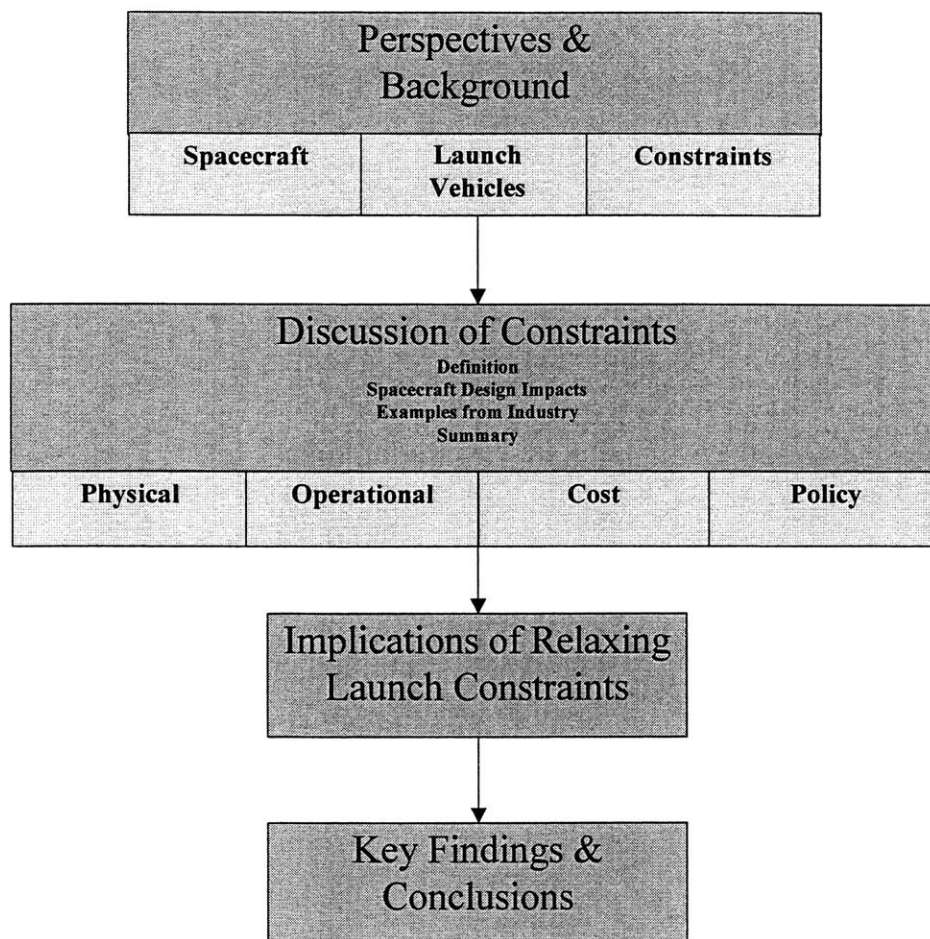 Perspectives &
Background
Spacecraft
Launch
Vehicles
Constraints
Discussion of Constraints
Definition
Spacecraft Design Impacts
Examples from Industry
Summary
Physical
Operational
Cost
Policy
Implications of Relaxing
Launch Constraints
Key Findings &
Conclusions